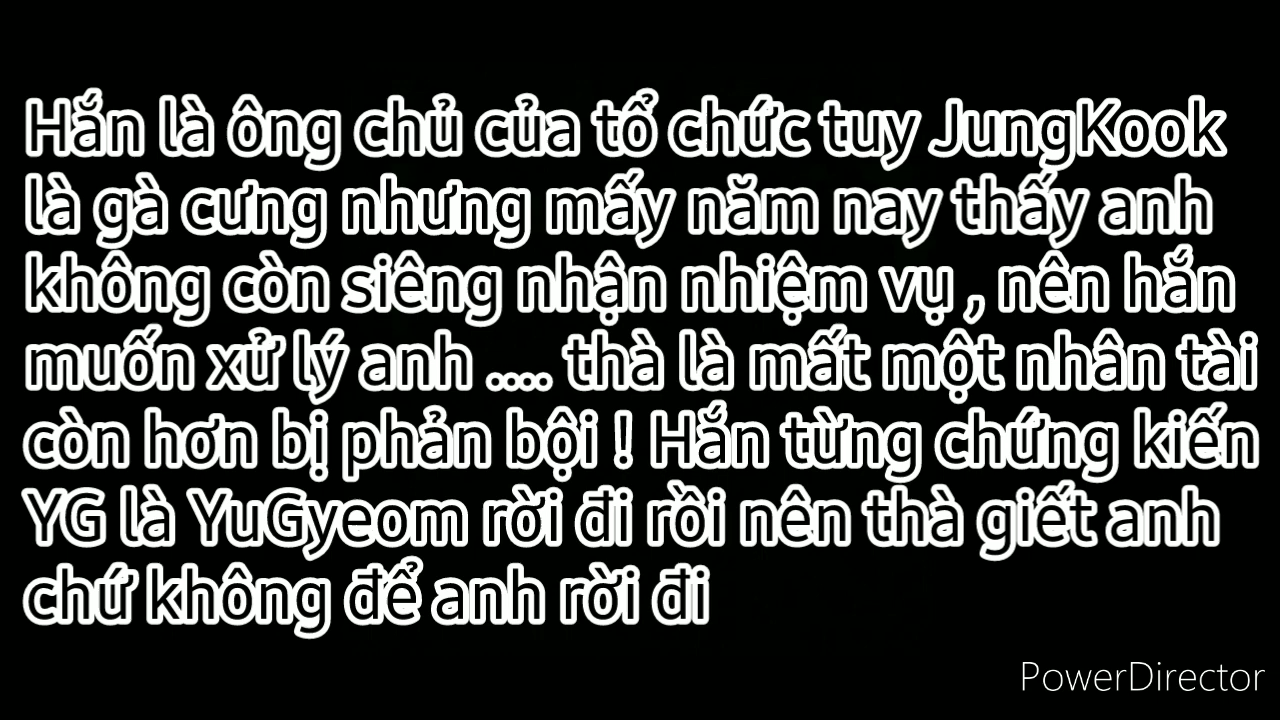 Hắn là ông chủ của tổ chức tuy JungKook
là gà cưng nhưng mấy năm nay thấy anh
không còn siêng nhận nhiệm vụ , nên hắn
muốn xử lý anh .... thà là mất một nhân tài
còn hơn bị phản bội ! Hắn từng chứng kiến
YG là YuGyeom rời đi rồi nên thà giết anh
chứ không để anh rời đi
PowerDirector